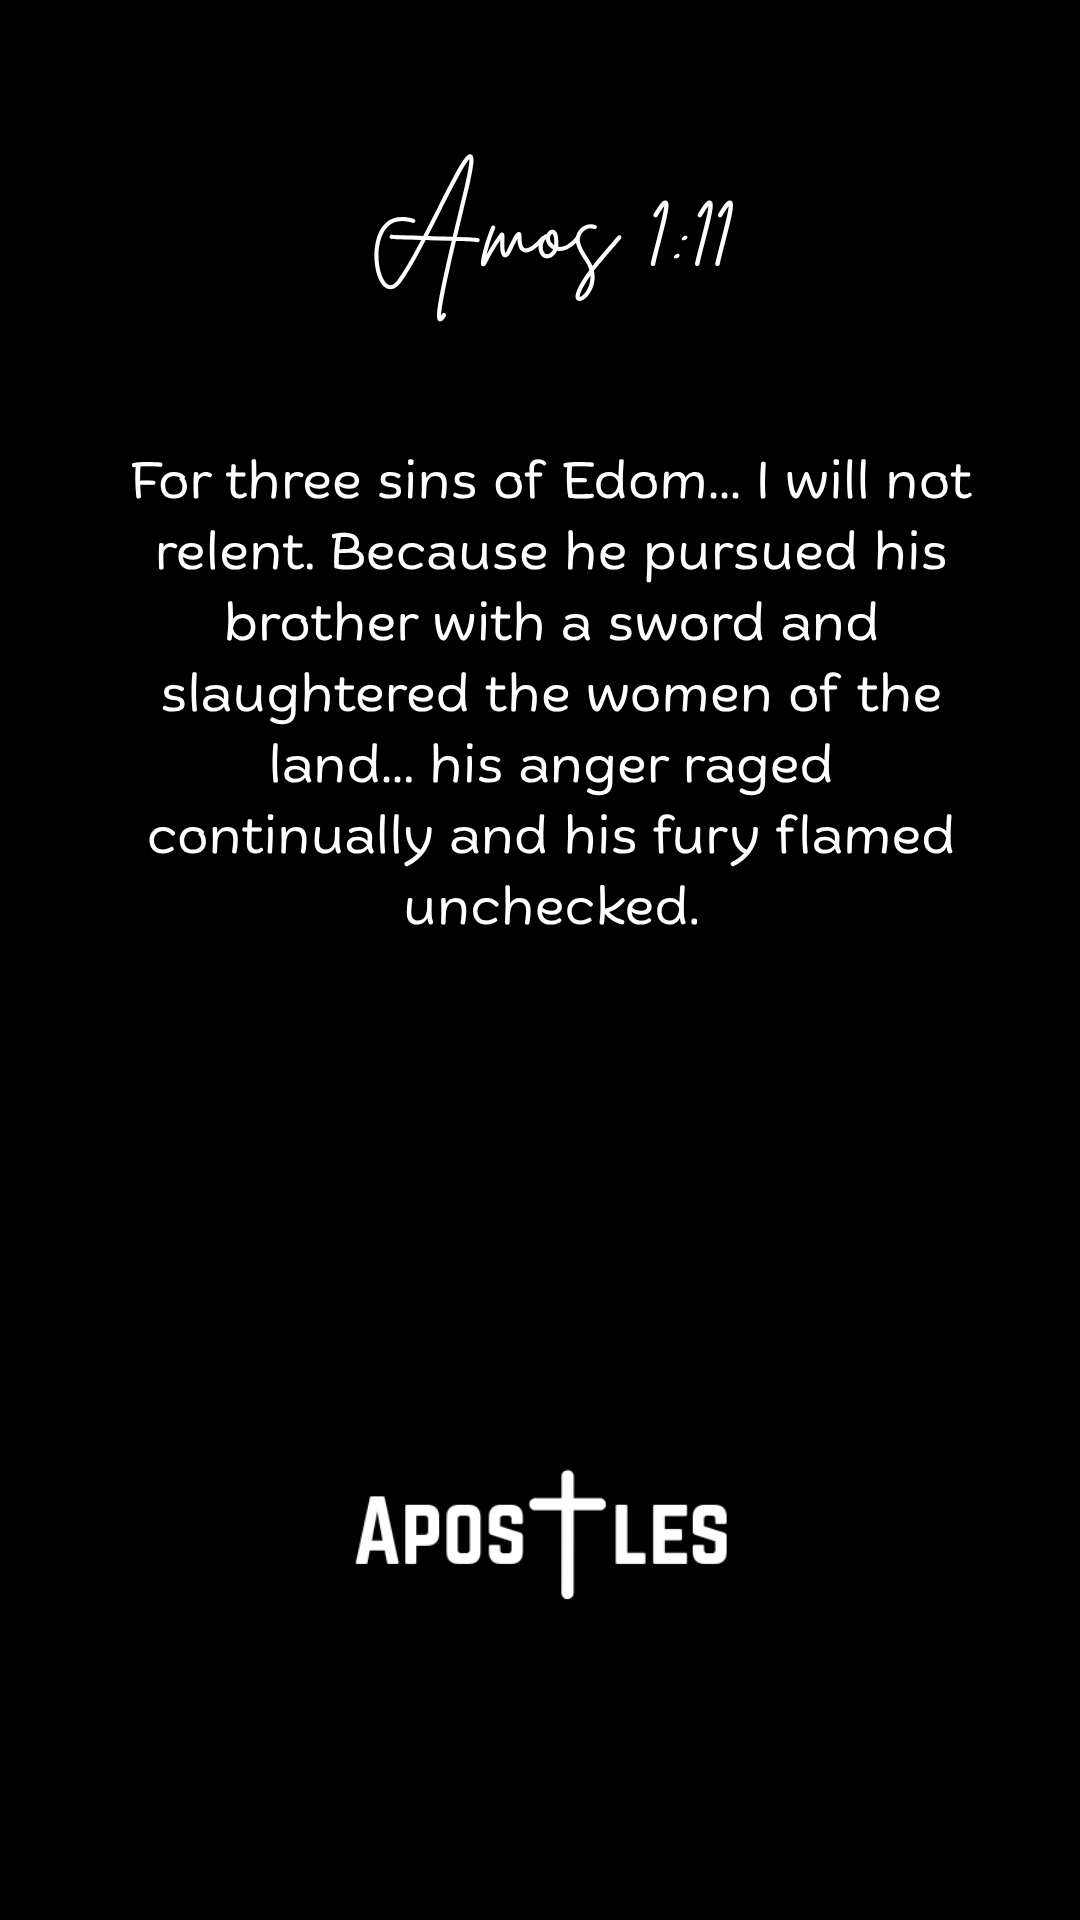 Amos 1:11
For three sins of Edom... I will not
relent. Because he pursued his
brother with a sword and
slaughtered the women of the
land... his anger raged
continually and his fury flamed
unchecked.
APOSTLES